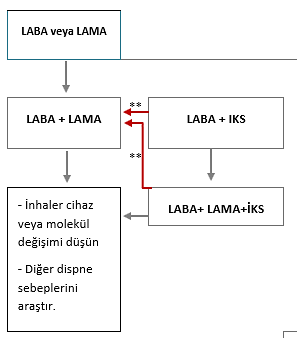 LABA veya LAMA
LABA + LAMA
**
LABA + IKS
**
- İnhaler cihaz
veya molekül
değişimi düşün
- Diğer dispne
sebeplerini
araştır.
LABA+ LAMA+İKS